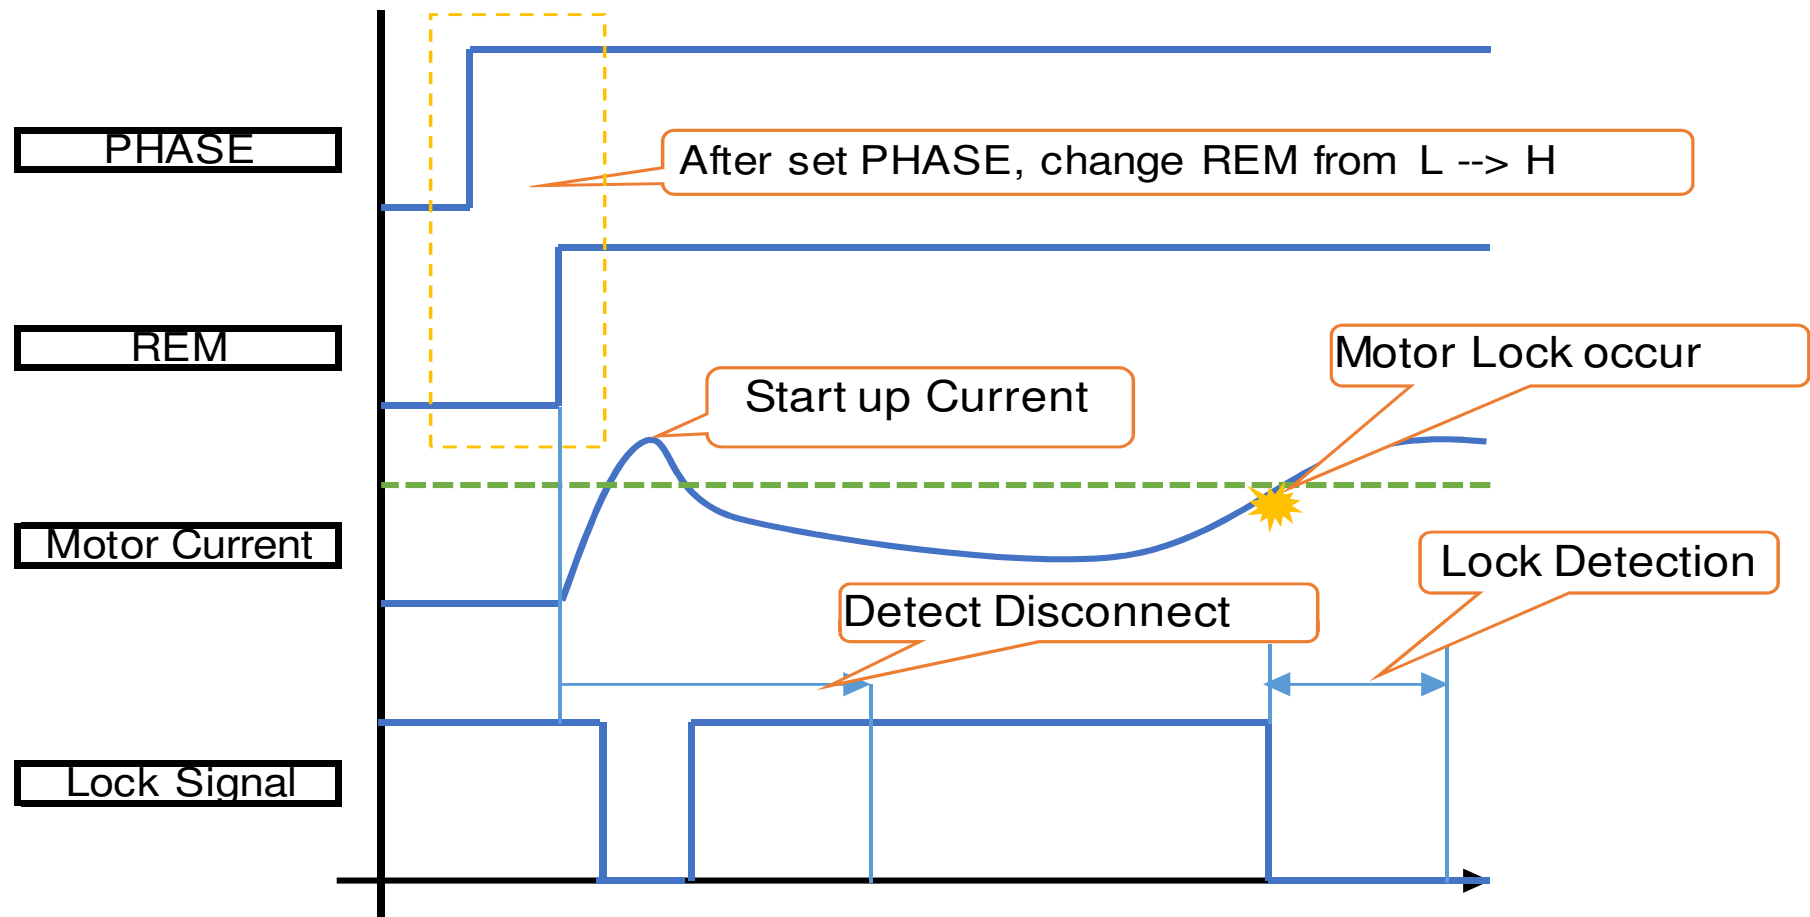 PHASE
After set PHASE, change REM from L --> H
REM
Motor Lock occur
Start up Current
Motor Current
Lock Detection
Detect Disconnect
Lock Signal